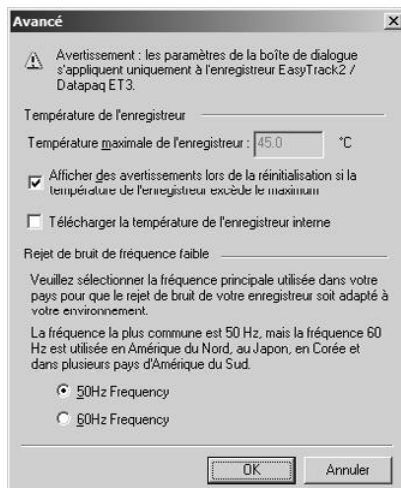 Avancé
Avertissement : les paramètres de la boîte de dialogue
s'appliquent uniquement à l'enregistreur EasyTrack2 /
Datapaq ET3.
Température de l'enregistreur
Température maximale de l'enregistreur : 45.0 °C
Afficher des avertissements lors de la réinitialisation si la
température de l'enregistreur excède le maximum
Télécharger la température de l'enregistreur interne
Rejet de bruit de fréquence faible
Veuillez sélectionner la fréquence principale utilisée dans votre
pays pour que le rejet de bruit de votre enregistreur soit adapté à
votre environnement.
La fréquence la plus commune est 50 Hz, mais la fréquence 60
Hz est utilisée en Amérique du Nord, au Japon, en Corée et
dans plusieurs pays d'Amérique du Sud.
50Hz Frequency
60Hz Frequency
OK Annuler